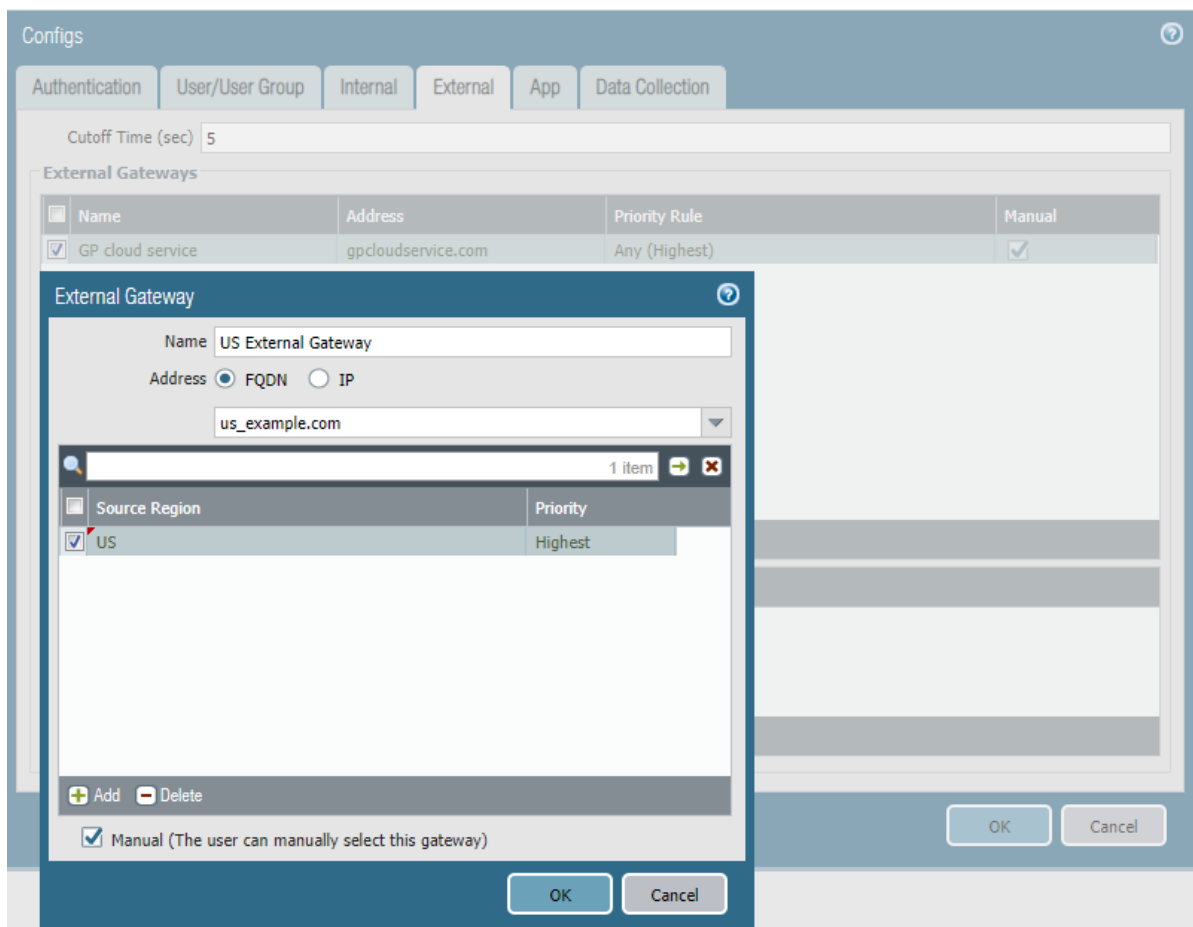 Configs
Authentication User/User Group Internal External App Data Collection
Cutoff Time (sec) 5
External Gateways
Name Address Priority Rule Manual
GP cloud service gpcloudservice.com Any (Highest)
External Gateway
Name US External Gateway
Address FQDN IP
us_example.com
1 item
Source Region Priority
US Highest
Add Delete
Manual (The user can manually select this gateway)
OK Cancel
OK Cancel